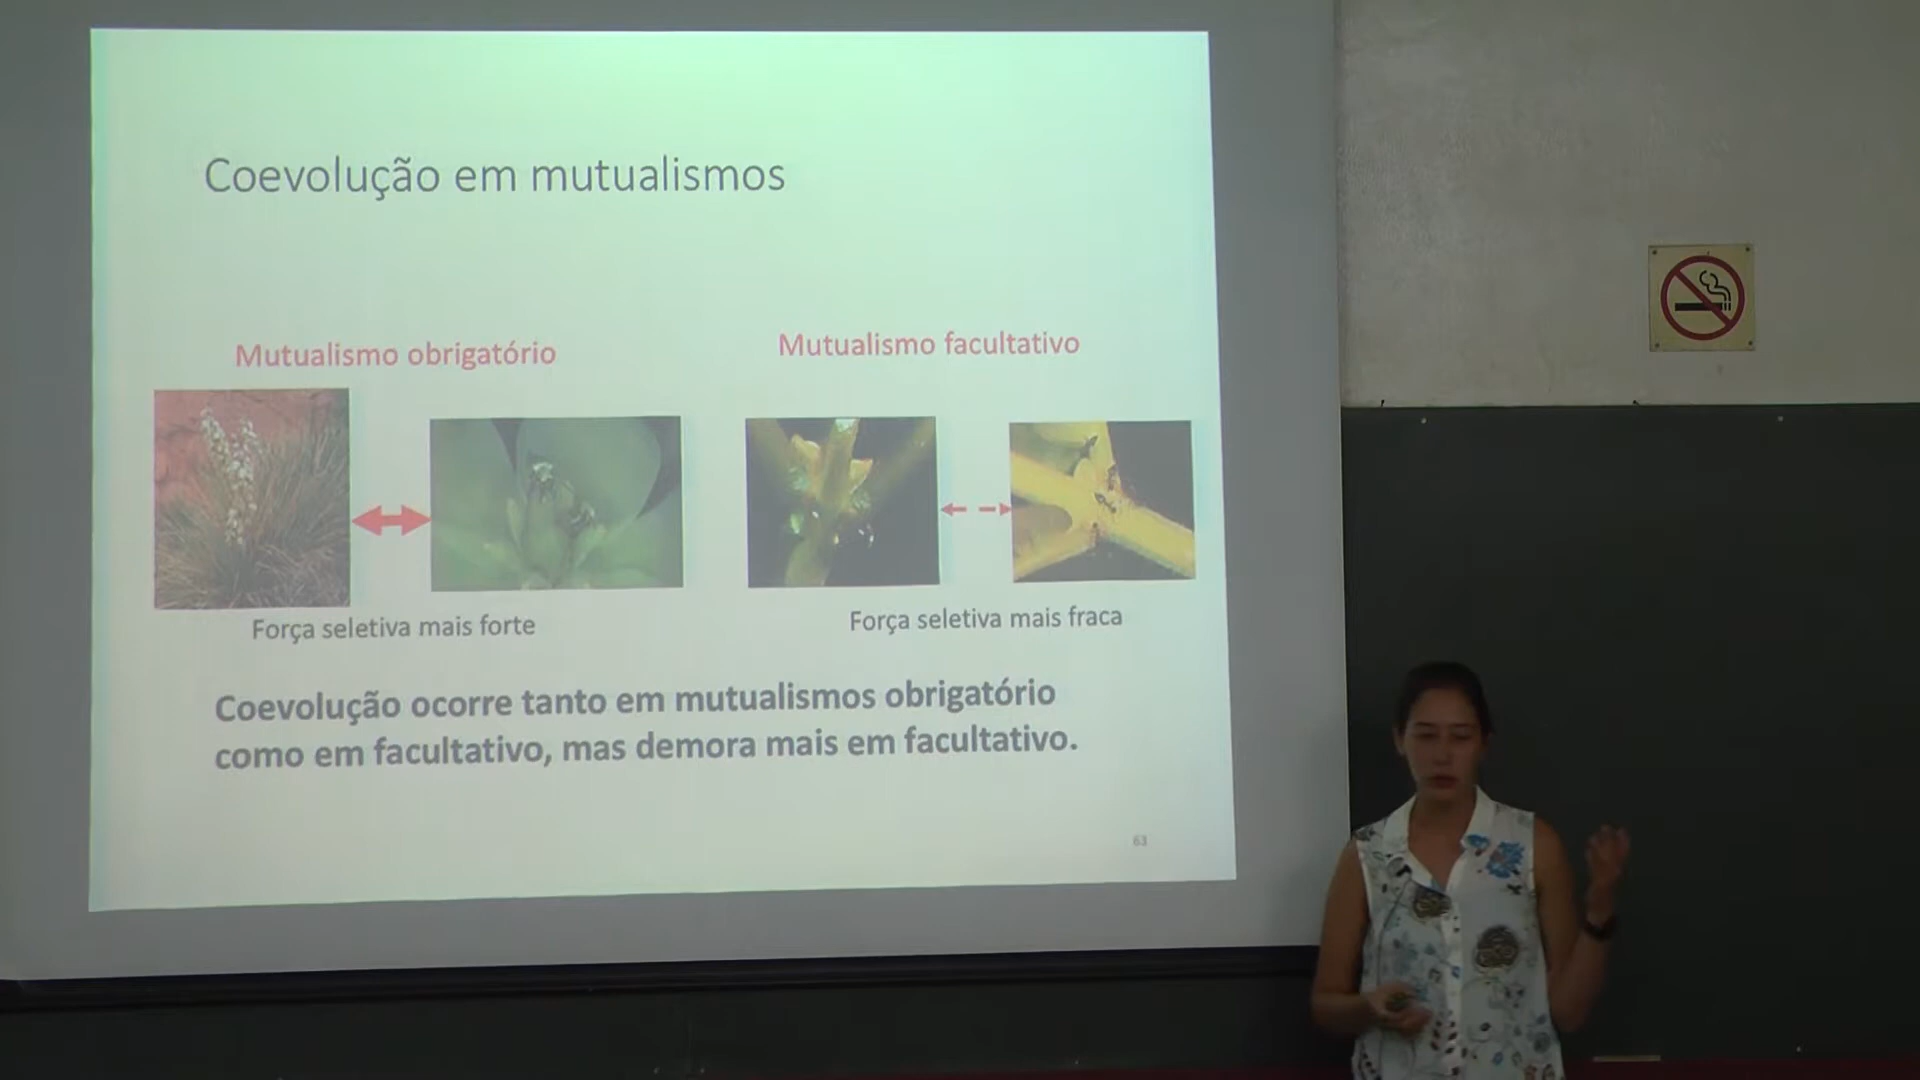 Coevolução em mutualismos
Mutualismo obrigatório
Mutualismo facultativo
Força seletiva mais forte
Força seletiva mais fraca
Coevolução ocorre tanto em mutualismos obrigatório
como em facultativo, mas demora mais em facultativo.
63